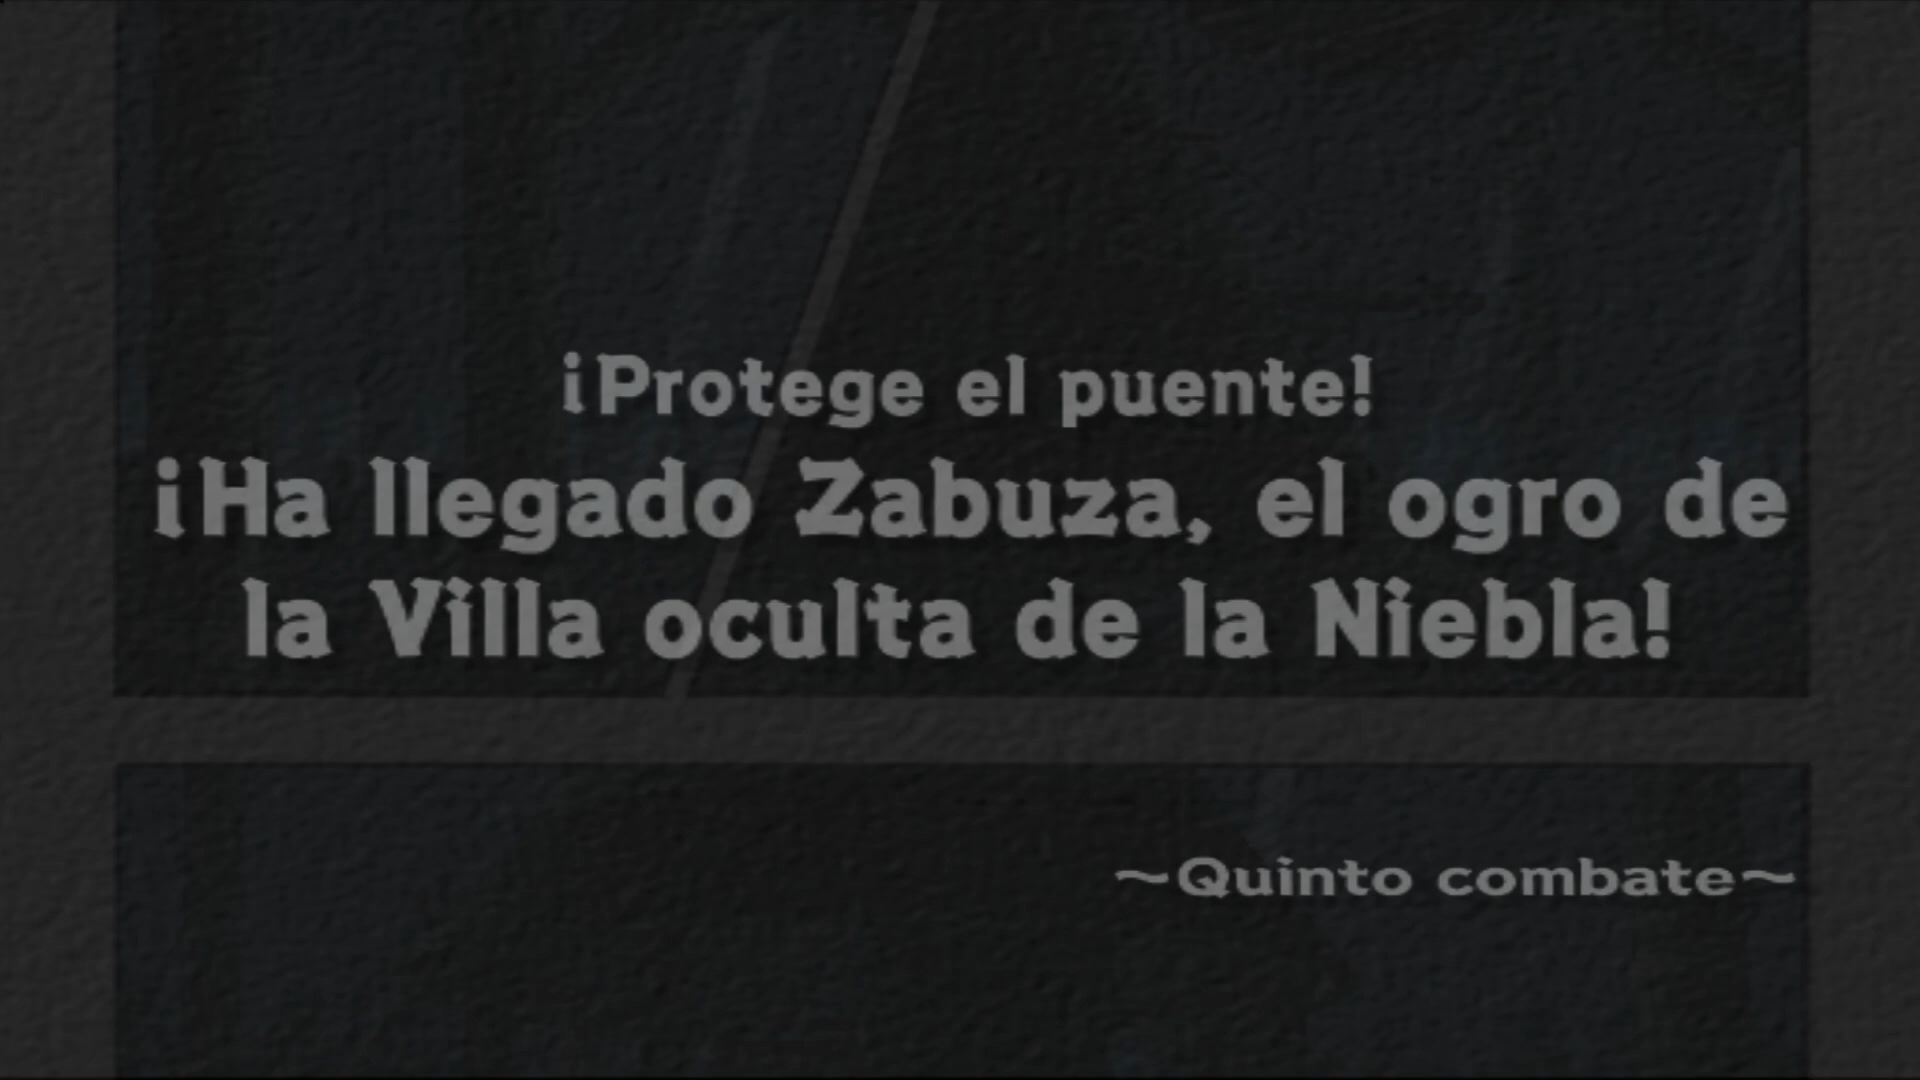 ¡Protege el puente!
¡Ha llegado Zabuza, el ogro de
la Villa oculta de la Niebla!
~Quinto combate~